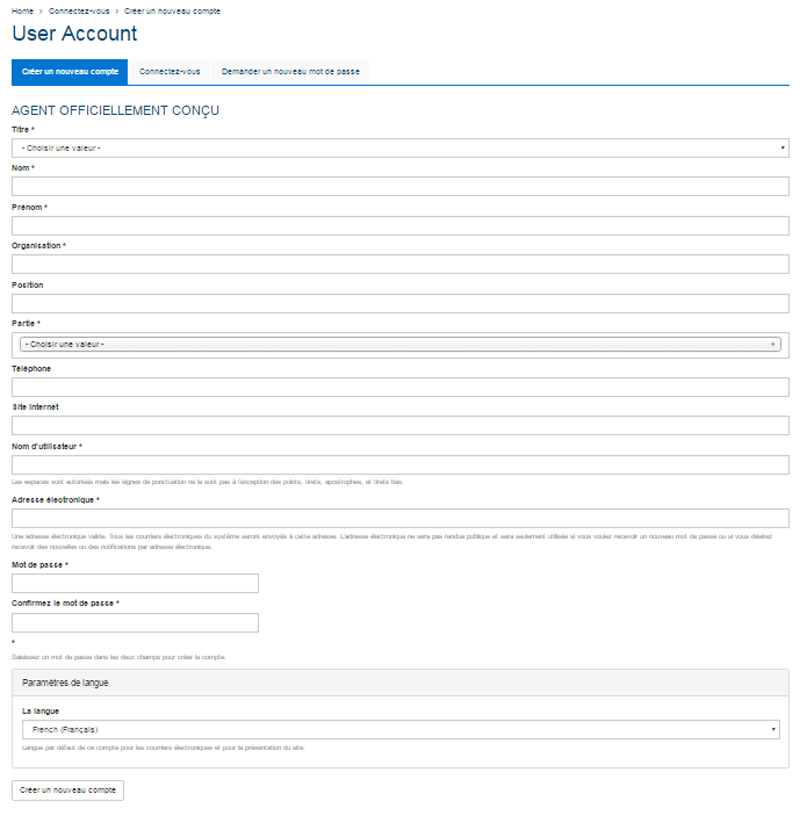 Home > Connectez-vous > Créer un nouveau compte
User Account
Créer un nouveau compte Connectez-vous Demander un nouveau mot de passe
AGENT OFFICIELLEMENT CONÇU
Titre *
- Choisir une valeur -
Nom *
Prénom *
Organisation *
Position
Partie *
- Choisir une valeur -
Téléphone
Site Internet
Nom d'utilisateur *
Les espaces sont autorisés mais les signes de ponctuation ne le sont pas à l'exception des points, tirets, apostrophes, et tirets bas.
Adresse électronique *
Une adresse électronique valide. Tous les courriers électroniques du système seront envoyés à cette adresse. L'adresse électronique ne sera pas rendue publique et sera seulement utilisée si vous voulez recevoir un nouveau mot de passe ou si vous désirez
recevoir des nouvelles ou des notifications par adresse électronique.
Mot de passe *
Confirmez le mot de passe *
*
Saisissez un mot de passe dans les deux champs pour créer le compte.
Paramètres de langue
La langue
French (Français)
Langue par défaut de ce compte pour les courriers électroniques et pour la présentation du site.
Créer un nouveau compte